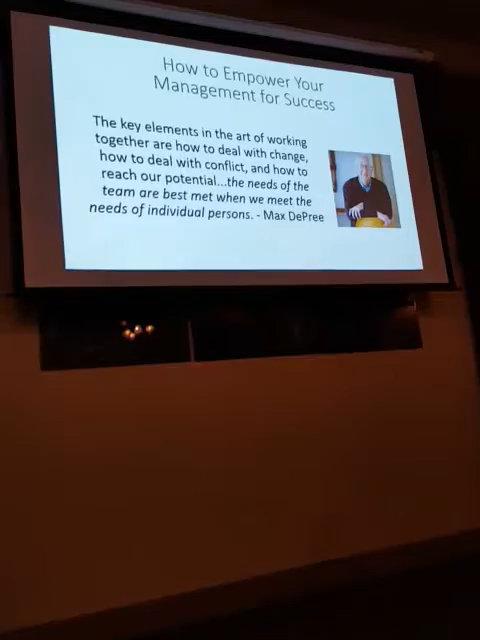 How to Empower Your
Management for Success
The key elements in the art of working
together are how to deal with change,
how to deal with conflict, and how to
reach our potential...the needs of the
team are best met when we meet the
needs of individual persons. - Max DePree